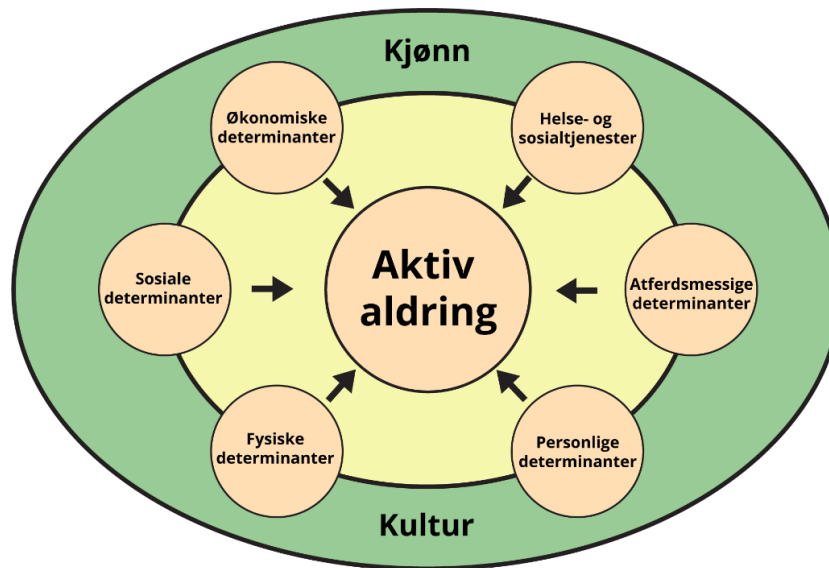 Kjønn
Økonomiske
determinanter
Helse- og
sosialtjenester
Sosiale
determinanter
Aktiv
aldring
Atferdsmessige
determinanter
Fysiske
determinanter
Personlige
determinanter
Kultur